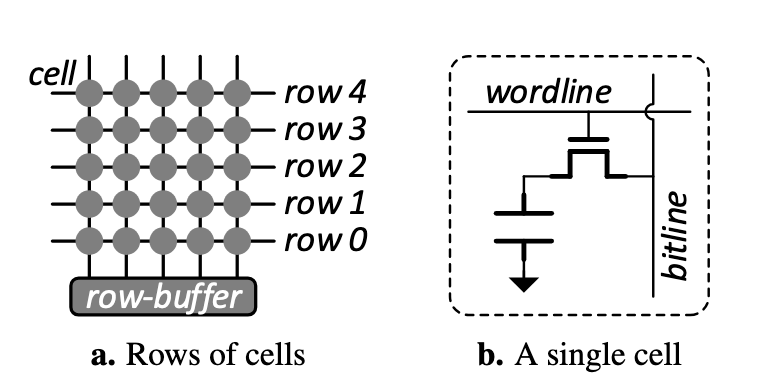 cell
row 4
row 3
row 2
row 1
row 0
row-buffer
a. Rows of cells
wordline
bitline
b. A single cell